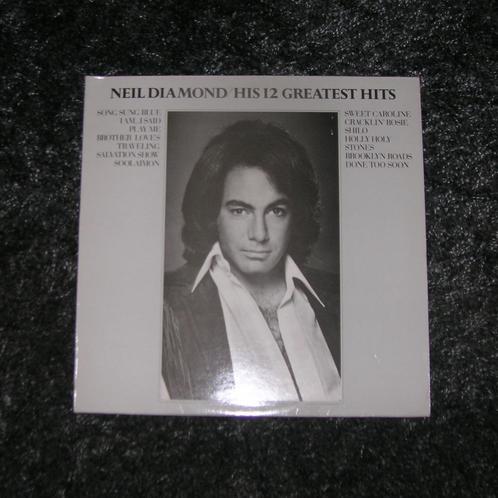 NEIL DIAMOND/HIS 12 GREATEST HITS
SONG SUNG BLUE
I AM, I SAID
PLAY ME
BROTHER LOVE'S
TRAVELING
SALVATION SHOW
SOOLAIMON
SWEET CAROLINE
CRACKLIN' ROSIE
SHILO
HOLLY HOLY
STONES
BROOKLYN ROADS
DONE TOO SOON